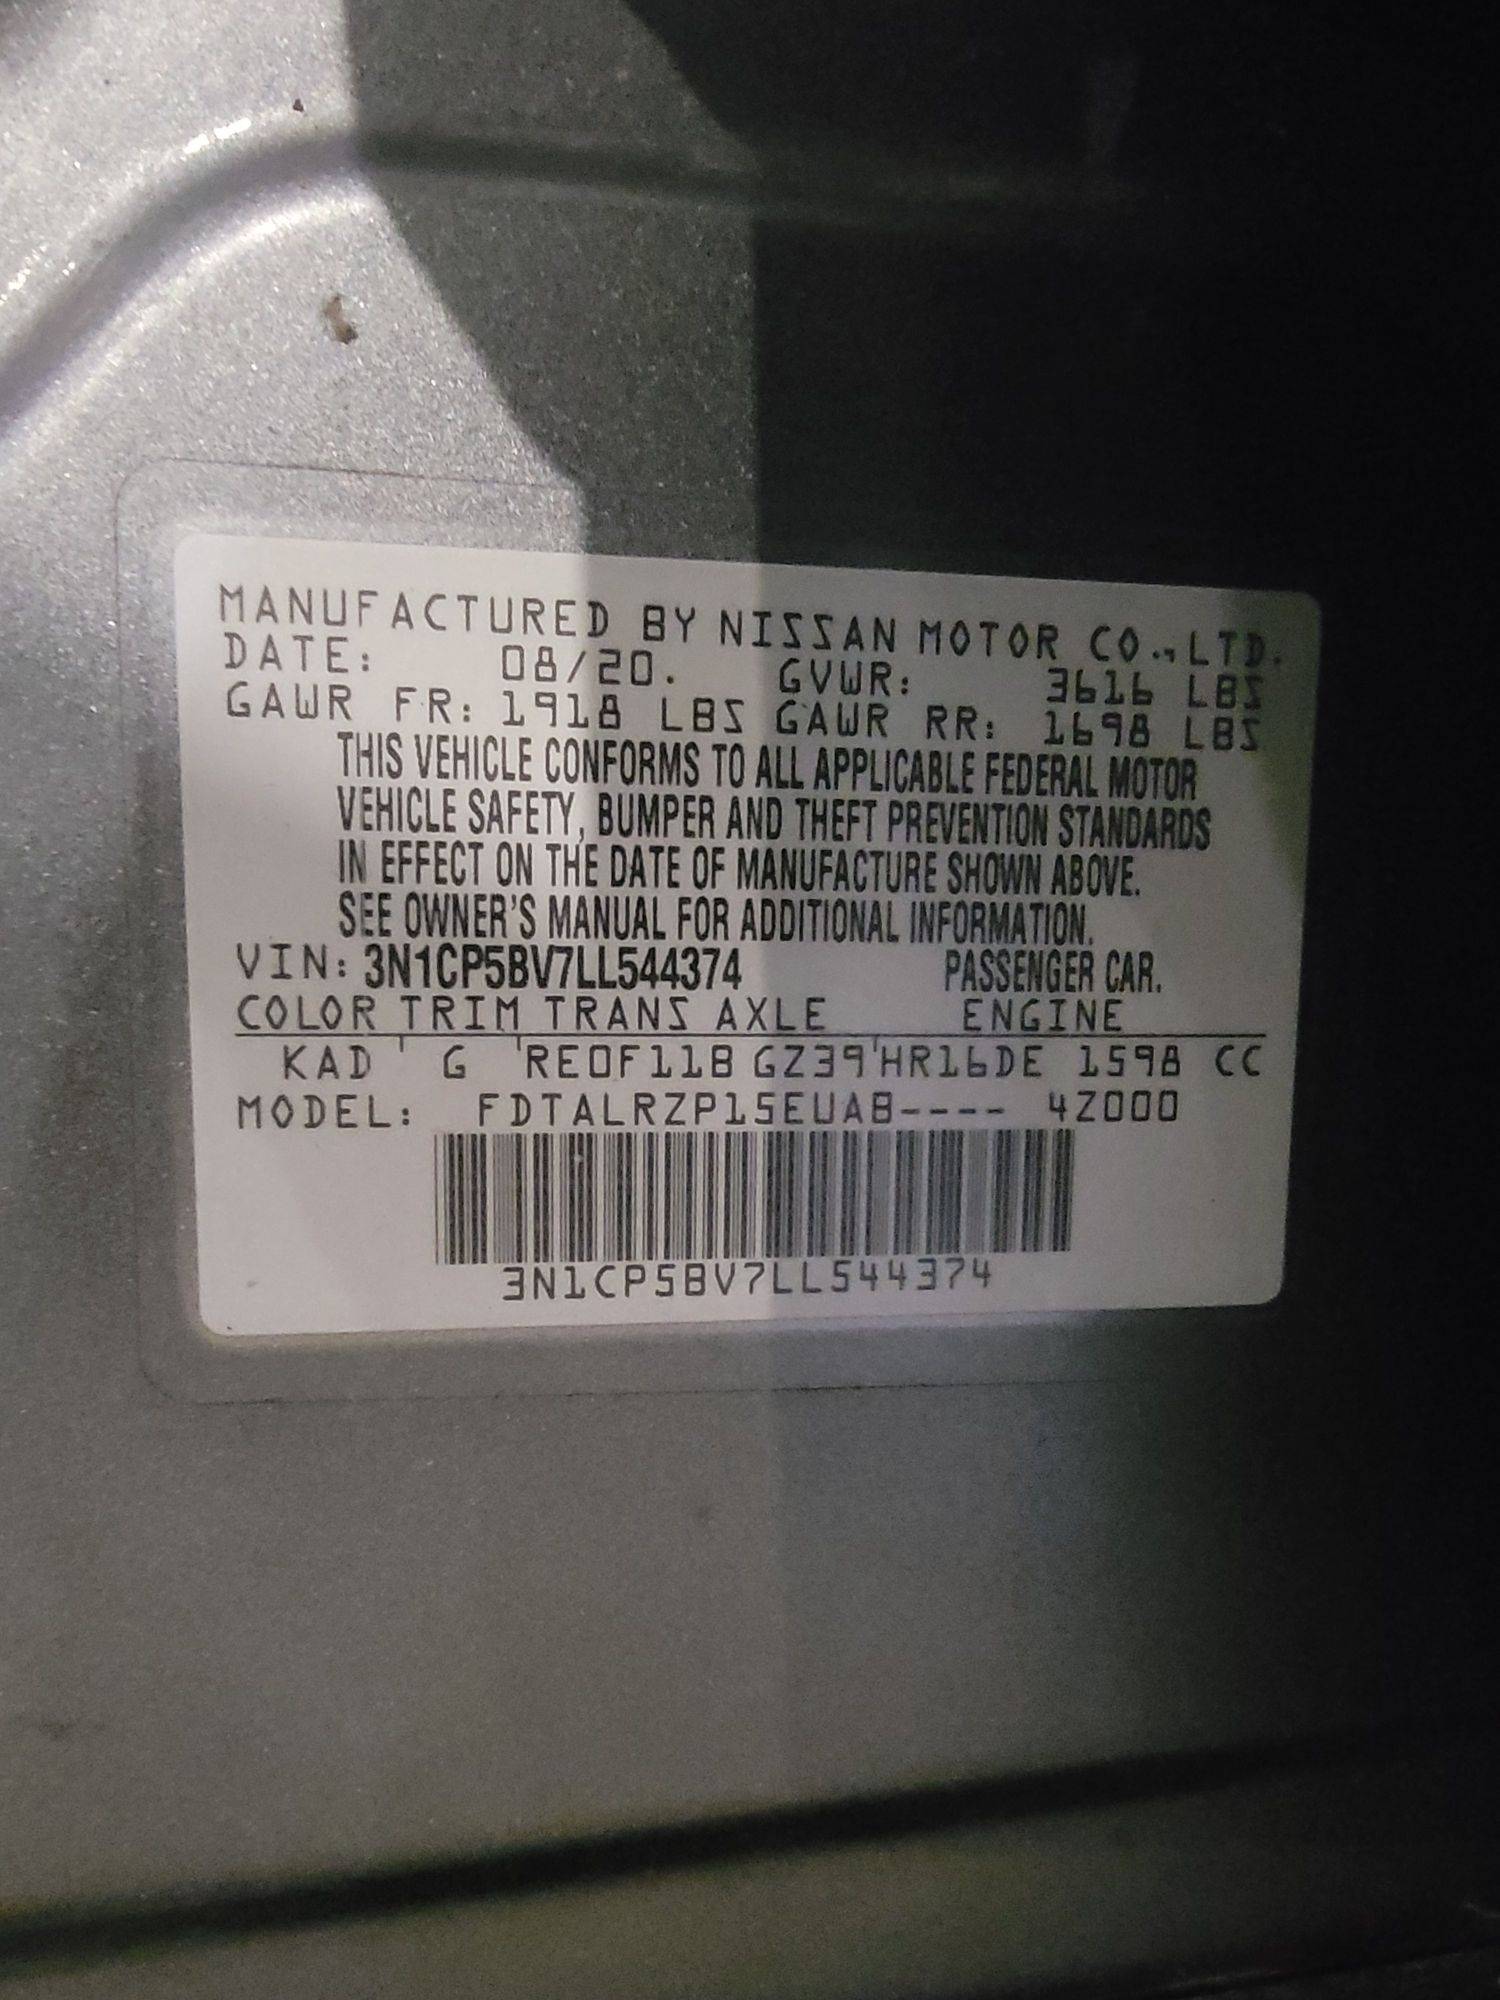 MANUFACTURED BY NISSAN MOTOR CO., LTD.
DATE: 08/20. GVWR: 3616 LBS
GAWR FR: 1918 LBS GAWR RR: 1698 LBS
THIS VEHICLE CONFORMS TO ALL APPLICABLE FEDERAL MOTOR
VEHICLE SAFETY, BUMPER AND THEFT PREVENTION STANDARDS
IN EFFECT ON THE DATE OF MANUFACTURE SHOWN ABOVE.
SEE OWNER'S MANUAL FOR ADDITIONAL INFORMATION.
VIN: 3N1CP5BV7LL544374 PASSENGER CAR.
COLOR TRIM TRANS AXLE ENGINE
KAD G RE0F11B GZ39 HR16DE 1598 CC
MODEL: FDTALRZP15EUAB---- 4Z000
3N1CP5BV7LL544374